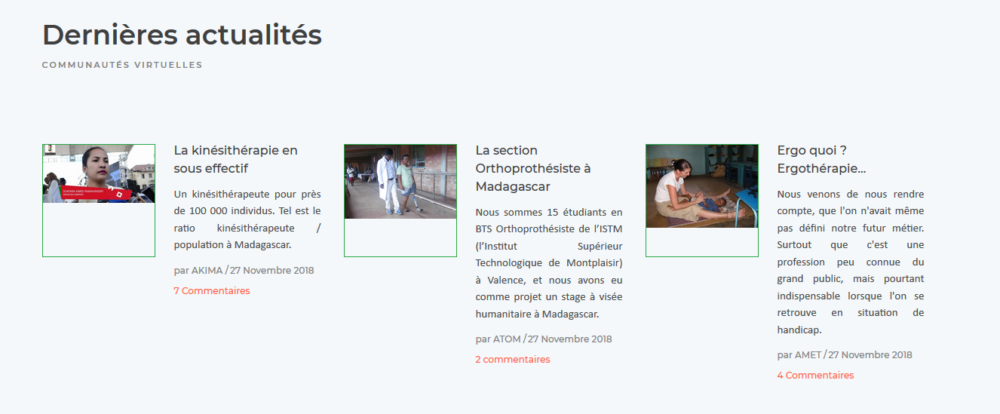 Dernières actualités
COMMUNAUTÉS VIRTUELLES
La kinésithérapie en
sous effectif
Un kinésithérapeute pour près
de 100 000 individus. Tel est le
ratio kinésithérapeute /
population à Madagascar.
par AKIMA / 27 Novembre 2018
7 Commentaires
La section
Orthoprothésiste à
Madagascar
Nous sommes 15 étudiants en
BTS Orthoprothésiste de l’ISTM
(l’Institut Supérieur
Technologique de Montplaisir)
à Valence, et nous avons eu
comme projet un stage à visée
humanitaire à Madagascar.
par ATOM / 27 Novembre 2018
2 commentaires
Ergo quoi ?
Ergothérapie...
Nous venons de nous rendre
compte, que l'on n'avait même
pas défini notre futur métier.
Surtout que c'est une
profession peu connue du
grand public, mais pourtant
indispensable lorsque l'on se
retrouve en situation de
handicap.
par AMET / 27 Novembre 2018
4 Commentaires